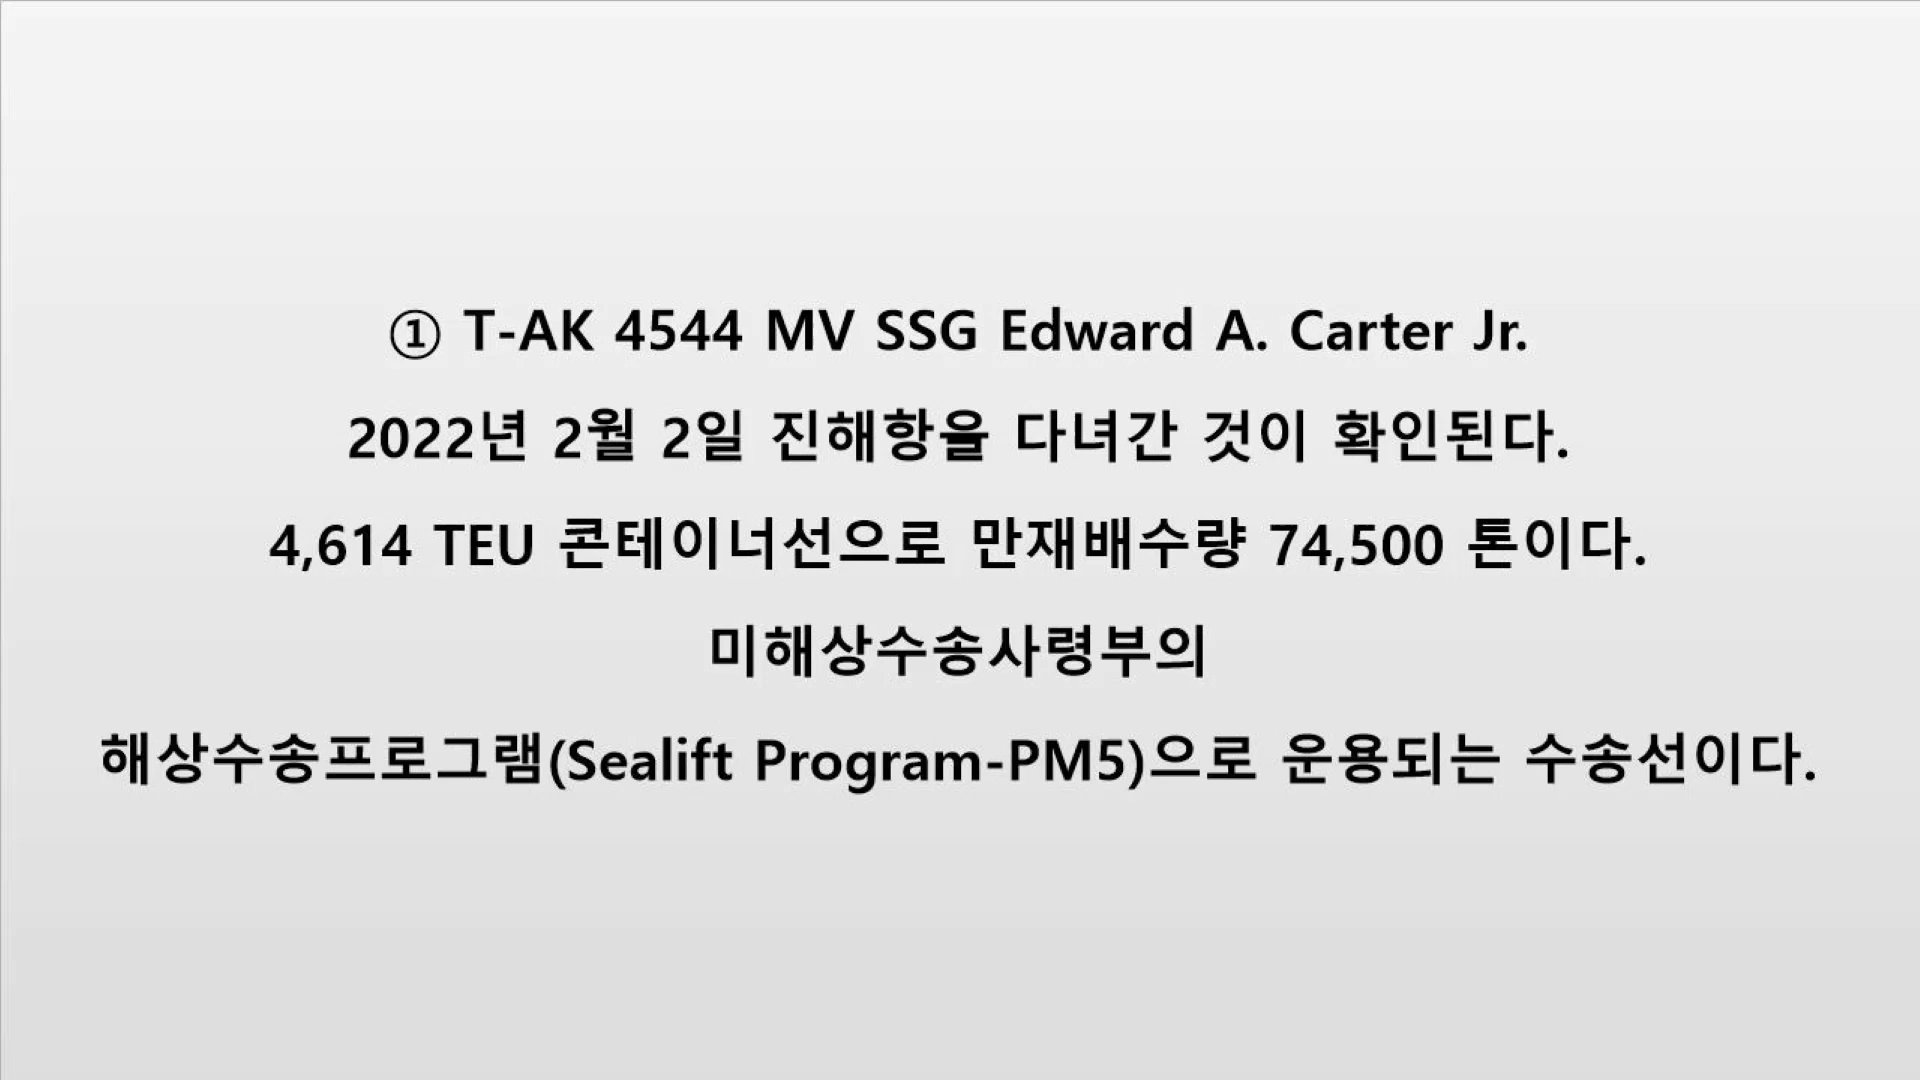 ① T-AK 4544 MV SSG Edward A. Carter Jr.
2022년 2월 2일 진해항을 다녀간 것이 확인된다.
4,614 TEU 콘테이너선으로 만재배수량 74,500 톤이다.
미해상수송사령부의
해상수송프로그램(Sealift Program-PM5)으로 운용되는 수송선이다.